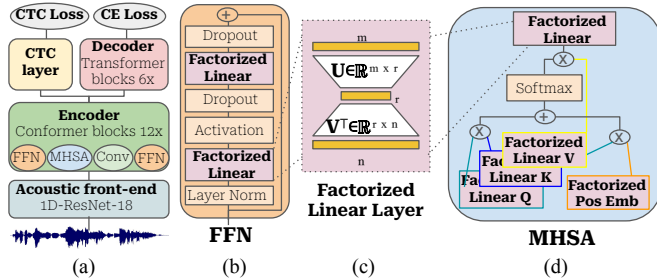 CTC Loss
CE Loss
CTC
layer
Decoder
Transformer
blocks 6x
Encoder
Conformer blocks 12x
FFN
MHSA
Conv
FFN
Acoustic front-end
1D-ResNet-18
(a)
+
Dropout
Factorized
Linear
Dropout
Activation
Factorized
Linear
Layer Norm
FFN
(b)
m
U∈ℝ m x r
r
V⊤∈ℝ r x n
n
Factorized
Linear Layer
(c)
Factorized
Linear
X
Softmax
+
X
X
Factorized
Linear V
Linear K
Linear Q
Factorized
Pos Emb
MHSA
(d)